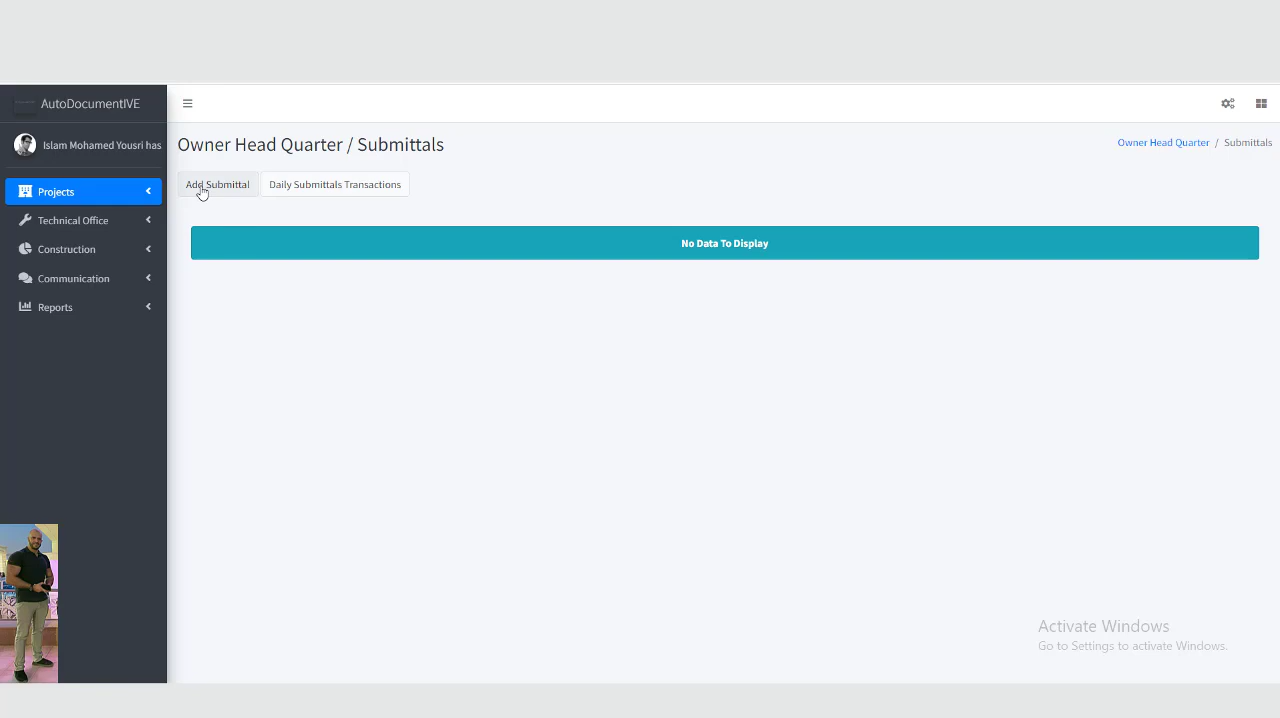 AutoDocumentIVE
Islam Mohamed Yousri has
Projects
Technical Office
Construction
Communication
Reports
Owner Head Quarter / Submittals
Owner Head Quarter / Submittals
Add Submittal
Daily Submittals Transactions
No Data To Display
Activate Windows
Go to Settings to activate Windows.